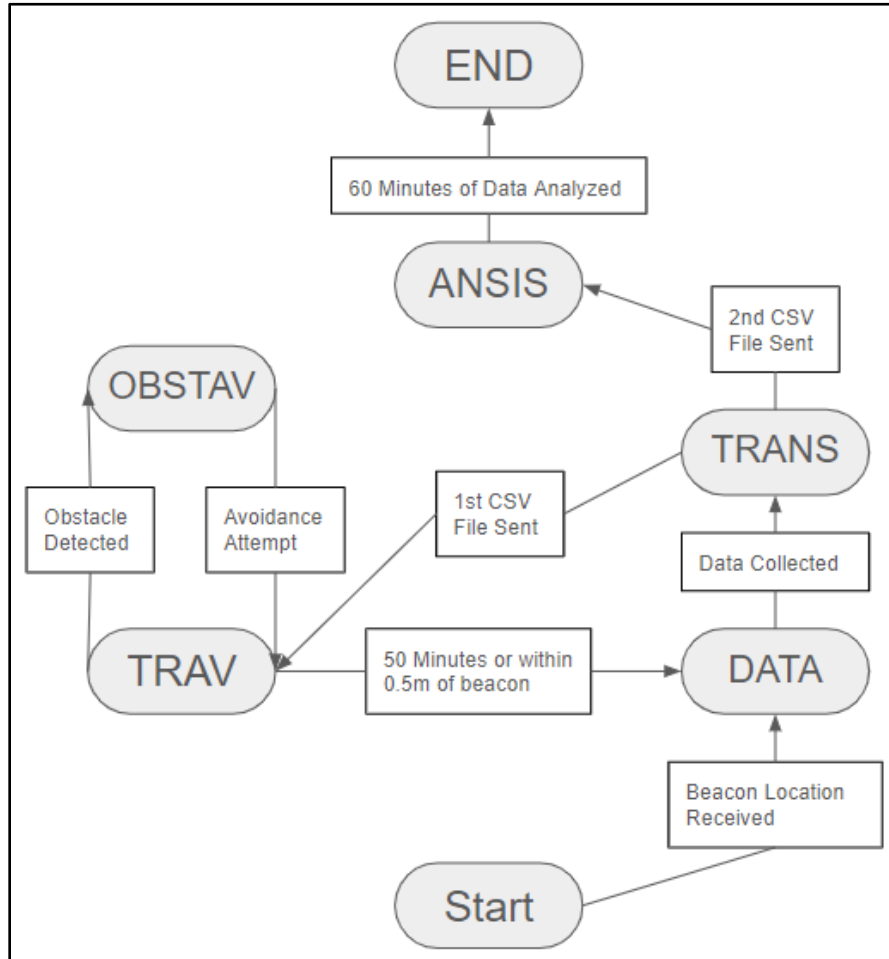 END
60 Minutes of Data Analyzed
ANSIS
2nd CSV
File Sent
OBSTAV
TRANS
Obstacle
Detected
Avoidance
Attempt
1st CSV
File Sent
Data Collected
TRAV
50 Minutes or within
0.5m of beacon
DATA
Beacon Location
Received
Start